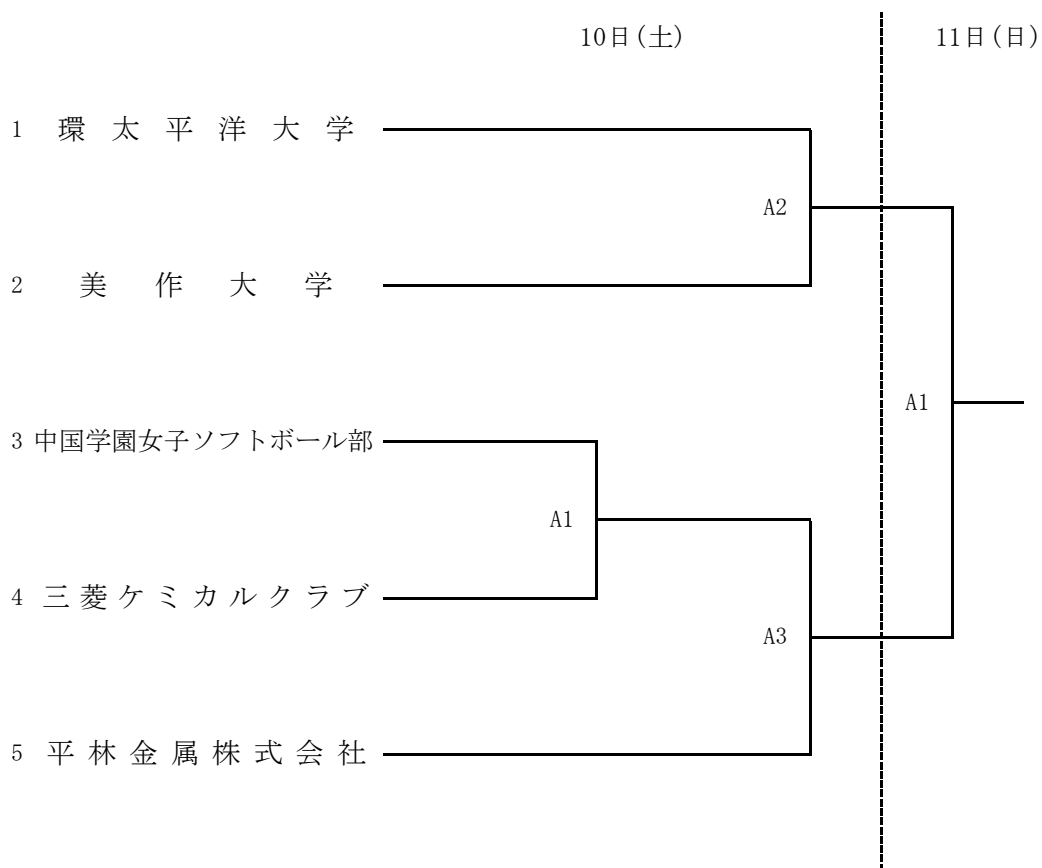 10日(土) 11日(日)
1 環太平洋大学
A2
2 美作大学
A1
3 中国学園女子ソフトボール部
A1
4 三菱ケミカルクラブ
A3
5 平林金属株式会社